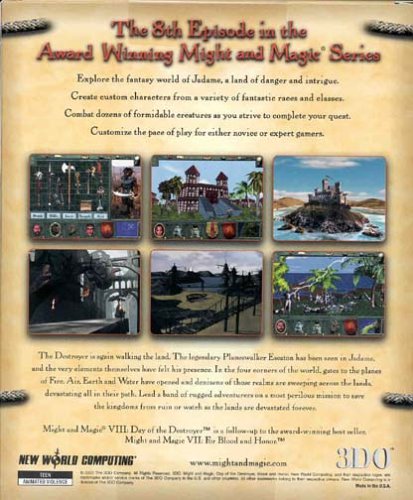 The 8th Episode in the
Award Winning Might and Magic® Series
Explore the fantasy world of Jadame, a land of danger and intrigue.
Create custom characters from a variety of fantastic races and classes.
Combat dozens of formidable creatures as you strive to complete your quest.
Customize the pace of play for either novice or expert gamers.
The Destroyer is again walking the land. The legendary Planeswalker Escaton has been seen in Jadame,
and the very elements themselves have felt his presence. In the four corners of the world, gates to the planes
of Fire, Air, Earth and Water have opened and denizens of those realms are sweeping across the lands,
devastating all in their path. Lead a band of rugged adventurers on a most perilous mission to save
the kingdoms from ruin or watch as the lands are devastated forever.
Might and Magic® VIII: Day of the Destroyer™ is a follow-up to the award-winning best seller,
Might and Magic VII: For Blood and Honor.™
NEW WORLD COMPUTING®
www.mightandmagic.com
3DO™
TEEN
ANIMATED VIOLENCE
Made in the U.S.A.